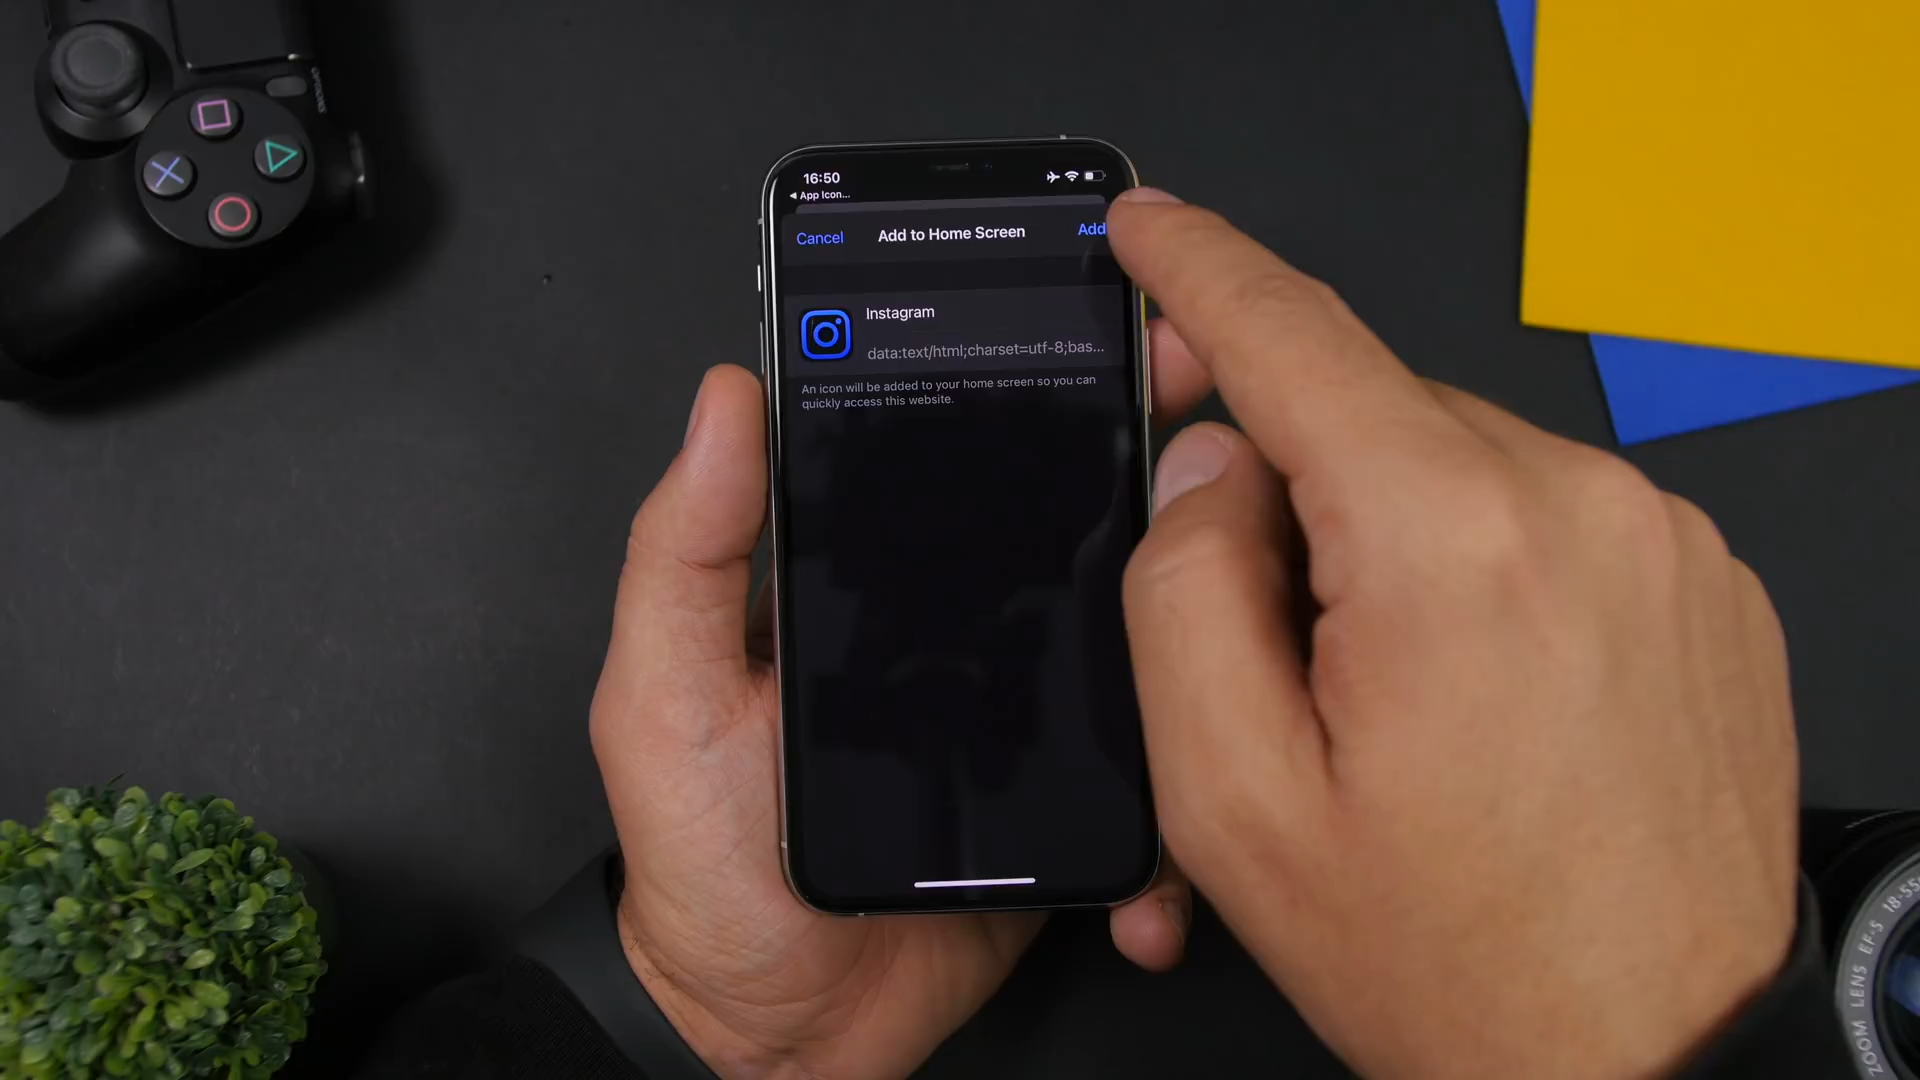 OPTIONS
16:50
◀ App Icon...
Cancel
Add to Home Screen
Add
Instagram
data:text/html;charset=utf-8;bas...
An icon will be added to your home screen so you can
quickly access this website.
ZOOM LENS EF-S 18-55